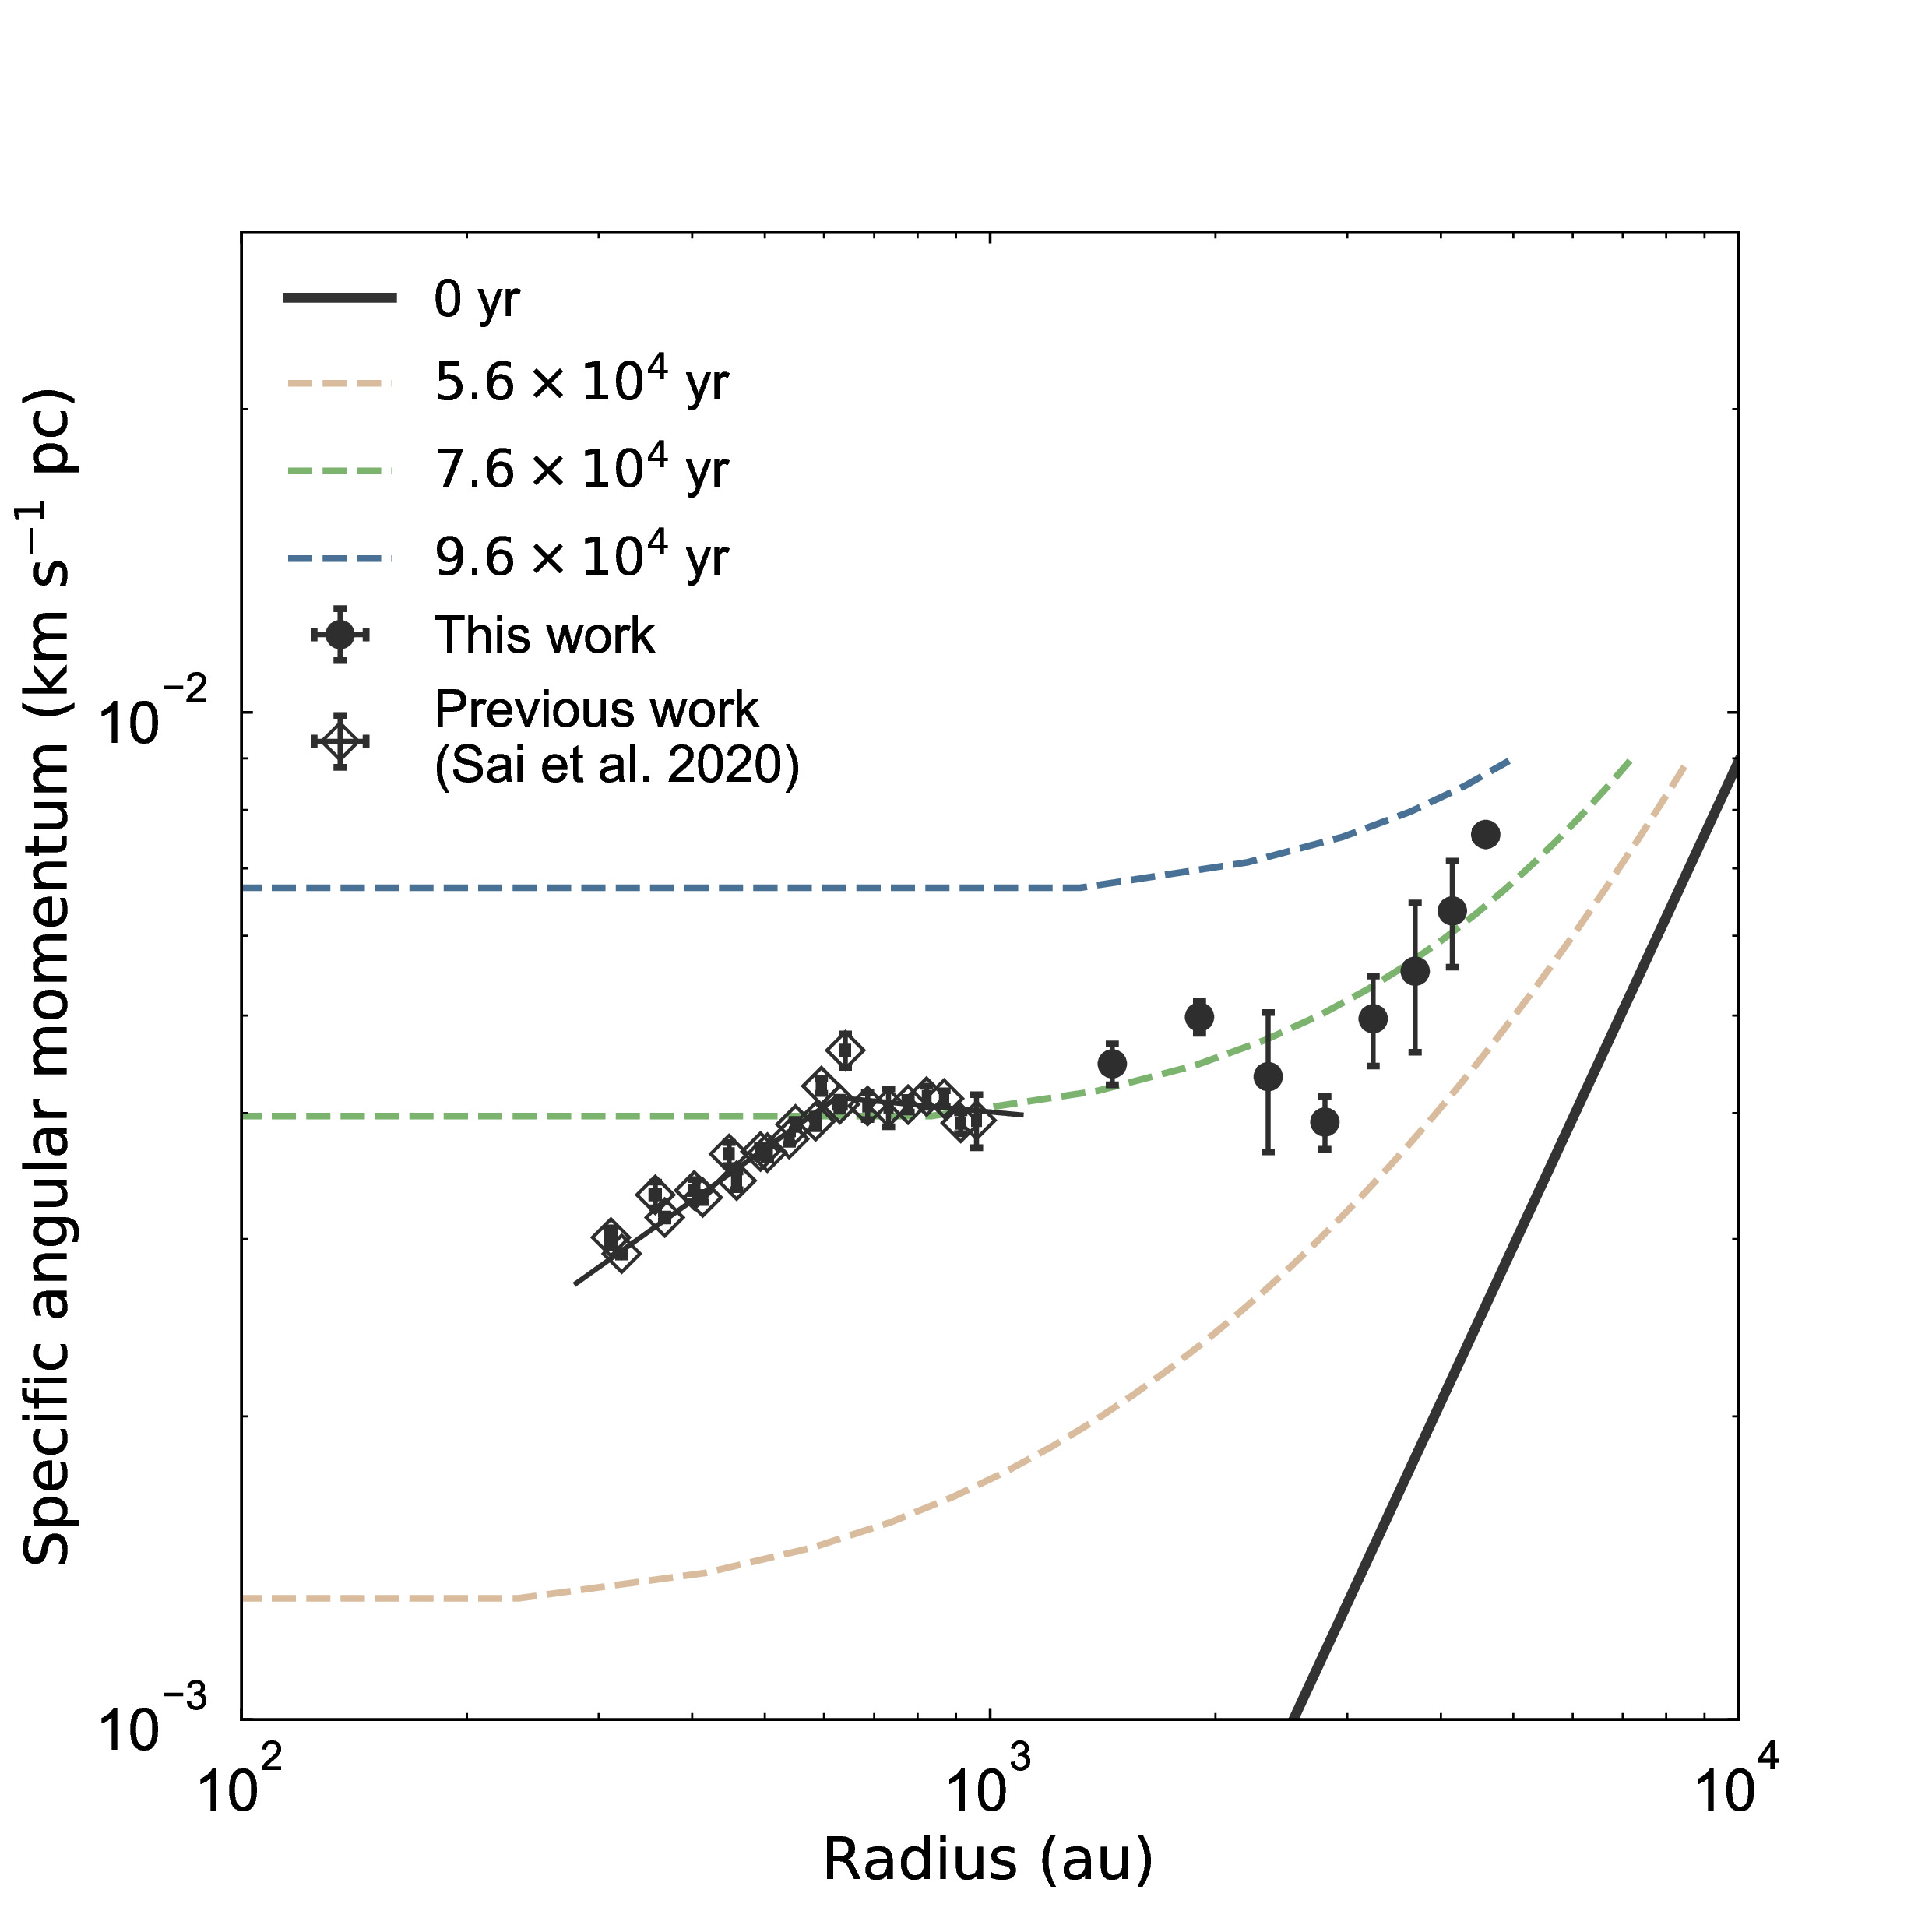 0 yr
5.6 × 10⁴ yr
7.6 × 10⁴ yr
9.6 × 10⁴ yr
This work
Previous work
(Sai et al. 2020)
Specific angular momentum (km s⁻¹ pc)
10⁻²
10⁻³
10² 10³ 10⁴
Radius (au)